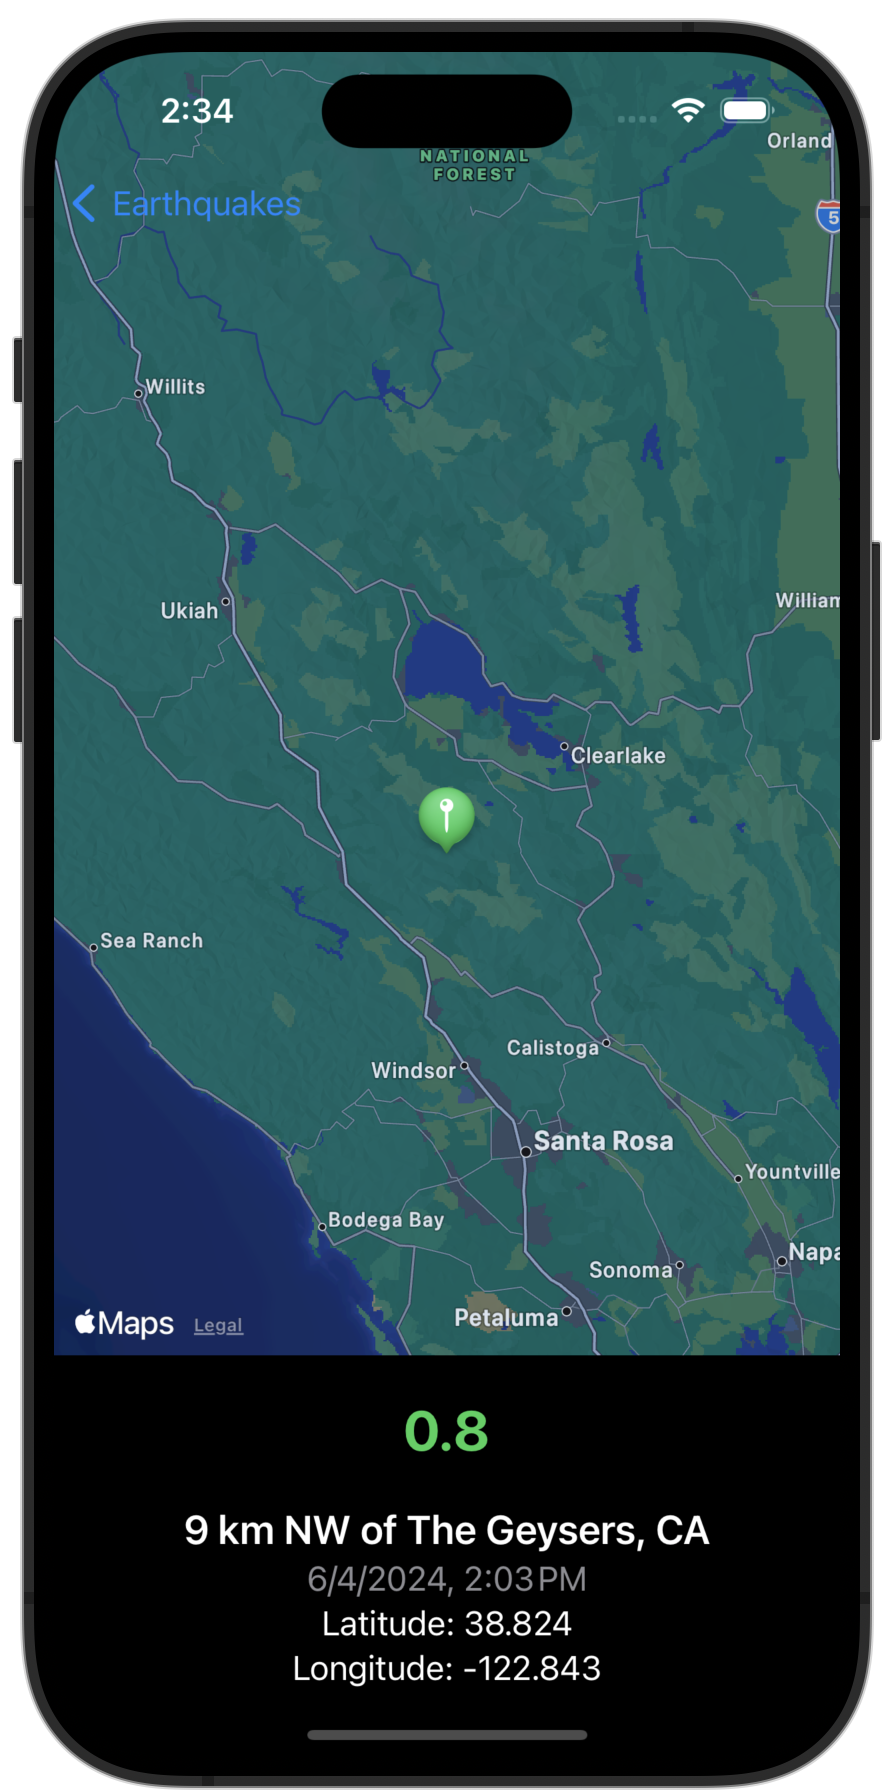 2:34
NATIONAL
FOREST
Orland
Earthquakes
5
Willits
Ukiah
William
Clearlake
Sea Ranch
Calistoga
Windsor
Santa Rosa
Yountville
Bodega Bay
Napa
Sonoma
Petaluma
Maps Legal
0.8
9 km NW of The Geysers, CA
6/4/2024, 2:03 PM
Latitude: 38.824
Longitude: -122.843